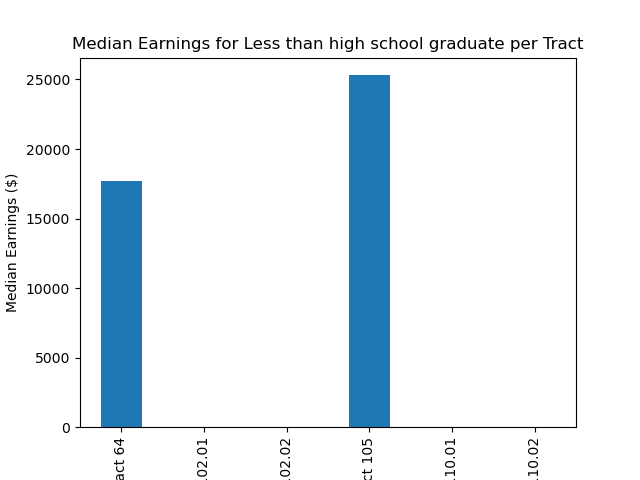 Median Earnings for Less than high school graduate per Tract
Median Earnings ($)
25000
20000
15000
10000
5000
0
act 64
.02.01
.02.02
ct 105
.10.01
.10.02